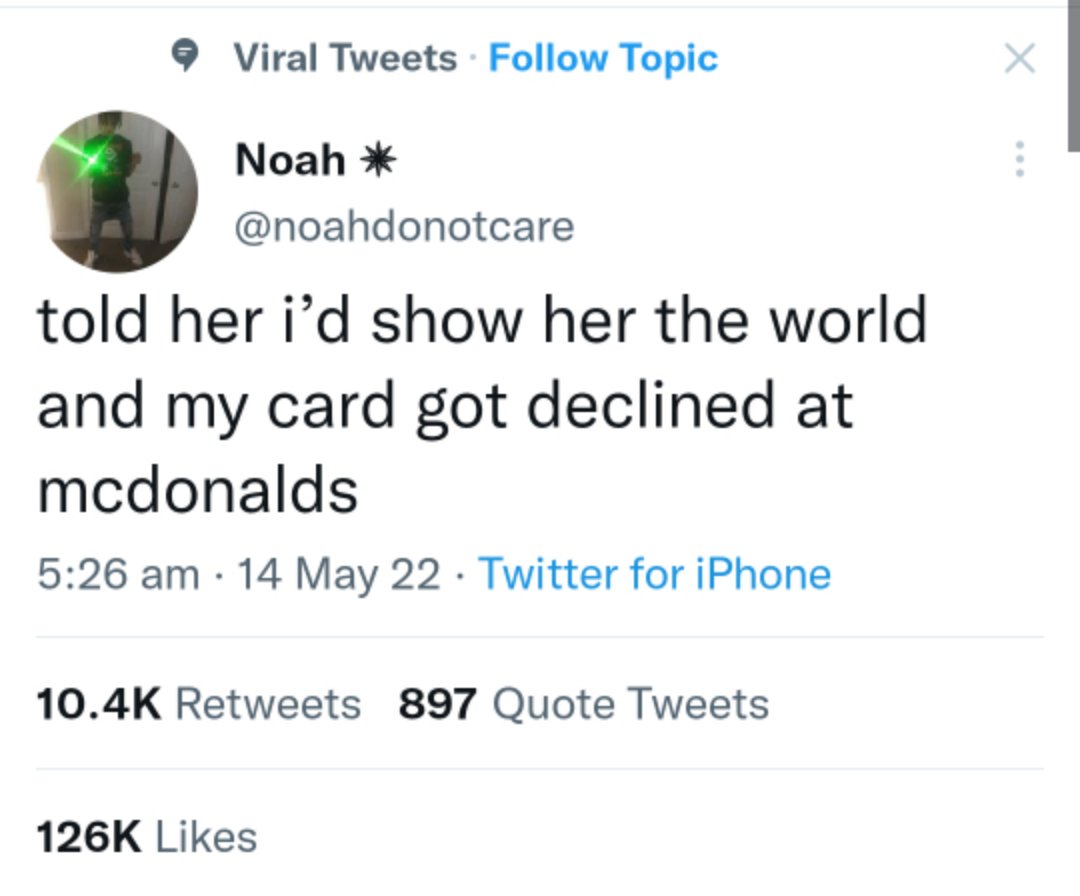 Viral Tweets · Follow Topic
Noah ✷
@noahdonotcare
told her i’d show her the world
and my card got declined at
mcdonalds
5:26 am · 14 May 22 · Twitter for iPhone
10.4K Retweets 897 Quote Tweets
126K Likes